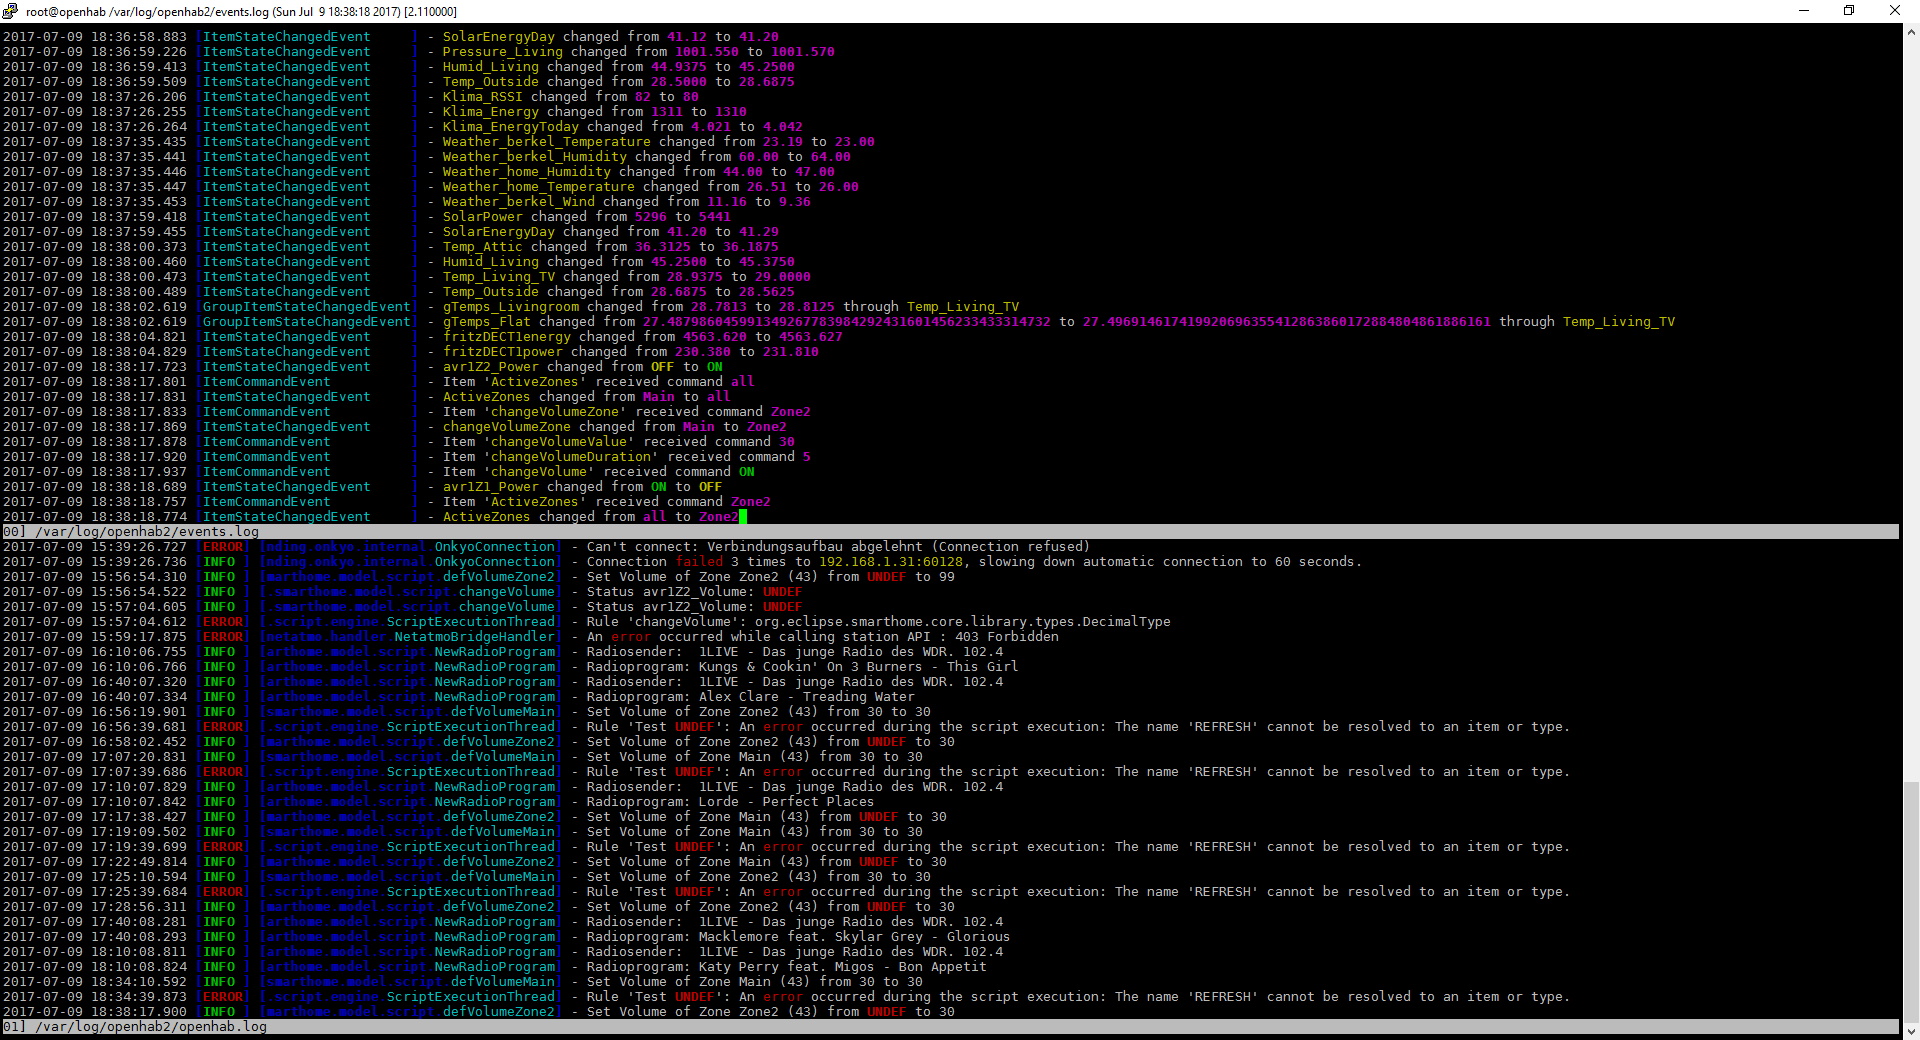 root@openhab /var/log/openhab2/events.log (Sun Jul  9 18:38:18 2017) [2.110000]
2017-07-09 18:36:58.883 [ItemStateChangedEvent     ] - SolarEnergyDay changed from 41.12 to 41.20
2017-07-09 18:36:59.226 [ItemStateChangedEvent     ] - Pressure_Living changed from 1001.550 to 1001.570
2017-07-09 18:36:59.413 [ItemStateChangedEvent     ] - Humid_Living changed from 44.9375 to 45.2500
2017-07-09 18:36:59.509 [ItemStateChangedEvent     ] - Temp_Outside changed from 28.5000 to 28.6875
2017-07-09 18:37:26.206 [ItemStateChangedEvent     ] - Klima_RSSI changed from 82 to 80
2017-07-09 18:37:26.255 [ItemStateChangedEvent     ] - Klima_Energy changed from 1311 to 1310
2017-07-09 18:37:26.264 [ItemStateChangedEvent     ] - Klima_EnergyToday changed from 4.021 to 4.042
2017-07-09 18:37:35.435 [ItemStateChangedEvent     ] - Weather_berkel_Temperature changed from 23.19 to 23.00
2017-07-09 18:37:35.441 [ItemStateChangedEvent     ] - Weather_berkel_Humidity changed from 60.00 to 64.00
2017-07-09 18:37:35.446 [ItemStateChangedEvent     ] - Weather_home_Humidity changed from 44.00 to 47.00
2017-07-09 18:37:35.447 [ItemStateChangedEvent     ] - Weather_home_Temperature changed from 26.51 to 26.00
2017-07-09 18:37:35.453 [ItemStateChangedEvent     ] - Weather_berkel_Wind changed from 11.16 to 9.36
2017-07-09 18:37:59.418 [ItemStateChangedEvent     ] - SolarPower changed from 5296 to 5441
2017-07-09 18:37:59.455 [ItemStateChangedEvent     ] - SolarEnergyDay changed from 41.20 to 41.29
2017-07-09 18:38:00.373 [ItemStateChangedEvent     ] - Temp_Attic changed from 36.3125 to 36.1875
2017-07-09 18:38:00.460 [ItemStateChangedEvent     ] - Humid_Living changed from 45.2500 to 45.3750
2017-07-09 18:38:00.473 [ItemStateChangedEvent     ] - Temp_Living_TV changed from 28.9375 to 29.0000
2017-07-09 18:38:00.489 [ItemStateChangedEvent     ] - Temp_Outside changed from 28.6875 to 28.5625
2017-07-09 18:38:02.619 [GroupItemStateChangedEvent] - gTemps_Livingroom changed from 28.7813 to 28.8125 through Temp_Living_TV
2017-07-09 18:38:02.619 [GroupItemStateChangedEvent] - gTemps_Flat changed from 27.487986045991349267783984292431601456233433314732 to 27.496914617419920696355412863860172884804861886161 through Temp_Living_TV
2017-07-09 18:38:04.821 [ItemStateChangedEvent     ] - fritzDECT1energy changed from 4563.620 to 4563.627
2017-07-09 18:38:04.829 [ItemStateChangedEvent     ] - fritzDECT1power changed from 230.380 to 231.810
2017-07-09 18:38:17.723 [ItemStateChangedEvent     ] - avr1Z2_Power changed from OFF to ON
2017-07-09 18:38:17.801 [ItemCommandEvent          ] - Item 'ActiveZones' received command all
2017-07-09 18:38:17.831 [ItemStateChangedEvent     ] - ActiveZones changed from Main to all
2017-07-09 18:38:17.833 [ItemCommandEvent          ] - Item 'changeVolumeZone' received command Zone2
2017-07-09 18:38:17.869 [ItemStateChangedEvent     ] - changeVolumeZone changed from Main to Zone2
2017-07-09 18:38:17.878 [ItemCommandEvent          ] - Item 'changeVolumeValue' received command 30
2017-07-09 18:38:17.920 [ItemCommandEvent          ] - Item 'changeVolumeDuration' received command 5
2017-07-09 18:38:17.937 [ItemCommandEvent          ] - Item 'changeVolume' received command ON
2017-07-09 18:38:18.689 [ItemStateChangedEvent     ] - avr1Z1_Power changed from ON to OFF
2017-07-09 18:38:18.757 [ItemCommandEvent          ] - Item 'ActiveZones' received command Zone2
2017-07-09 18:38:18.774 [ItemStateChangedEvent     ] - ActiveZones changed from all to Zone2
00] /var/log/openhab2/events.log
2017-07-09 15:39:26.727 [ERROR] [nding.onkyo.internal.OnkyoConnection] - Can't connect: Verbindungsaufbau abgelehnt (Connection refused)
2017-07-09 15:39:26.736 [INFO ] [nding.onkyo.internal.OnkyoConnection] - Connection failed 3 times to 192.168.1.31:60128, slowing down automatic connection to 60 seconds.
2017-07-09 15:56:54.310 [INFO ] [marthome.model.script.defVolumeZone2] - Set Volume of Zone Zone2 (43) from UNDEF to 99
2017-07-09 15:56:54.522 [INFO ] [.smarthome.model.script.changeVolume] - Status avr1Z2_Volume: UNDEF
2017-07-09 15:57:04.605 [INFO ] [.smarthome.model.script.changeVolume] - Status avr1Z2_Volume: UNDEF
2017-07-09 15:57:04.612 [ERROR] [.script.engine.ScriptExecutionThread] - Rule 'changeVolume': org.eclipse.smarthome.core.library.types.DecimalType
2017-07-09 15:59:17.875 [ERROR] [netatmo.handler.NetatmoBridgeHandler] - An error occurred while calling station API : 403 Forbidden
2017-07-09 16:10:06.755 [INFO ] [arthome.model.script.NewRadioProgram] - Radiosender:  1LIVE - Das junge Radio des WDR. 102.4
2017-07-09 16:10:06.766 [INFO ] [arthome.model.script.NewRadioProgram] - Radioprogram: Kungs & Cookin' On 3 Burners - This Girl
2017-07-09 16:40:07.320 [INFO ] [arthome.model.script.NewRadioProgram] - Radiosender:  1LIVE - Das junge Radio des WDR. 102.4
2017-07-09 16:40:07.334 [INFO ] [arthome.model.script.NewRadioProgram] - Radioprogram: Alex Clare - Treading Water
2017-07-09 16:56:19.901 [INFO ] [smarthome.model.script.defVolumeMain] - Set Volume of Zone Zone2 (43) from 30 to 30
2017-07-09 16:56:39.681 [ERROR] [.script.engine.ScriptExecutionThread] - Rule 'Test UNDEF': An error occurred during the script execution: The name 'REFRESH' cannot be resolved to an item or type.
2017-07-09 16:58:02.452 [INFO ] [marthome.model.script.defVolumeZone2] - Set Volume of Zone Zone2 (43) from UNDEF to 30
2017-07-09 17:07:20.831 [INFO ] [smarthome.model.script.defVolumeMain] - Set Volume of Zone Main (43) from 30 to 30
2017-07-09 17:07:39.686 [ERROR] [.script.engine.ScriptExecutionThread] - Rule 'Test UNDEF': An error occurred during the script execution: The name 'REFRESH' cannot be resolved to an item or type.
2017-07-09 17:10:07.829 [INFO ] [arthome.model.script.NewRadioProgram] - Radiosender:  1LIVE - Das junge Radio des WDR. 102.4
2017-07-09 17:10:07.842 [INFO ] [arthome.model.script.NewRadioProgram] - Radioprogram: Lorde - Perfect Places
2017-07-09 17:17:38.427 [INFO ] [marthome.model.script.defVolumeZone2] - Set Volume of Zone Main (43) from UNDEF to 30
2017-07-09 17:19:09.502 [INFO ] [smarthome.model.script.defVolumeMain] - Set Volume of Zone Zone2 (43) from 30 to 30
2017-07-09 17:19:39.699 [ERROR] [.script.engine.ScriptExecutionThread] - Rule 'Test UNDEF': An error occurred during the script execution: The name 'REFRESH' cannot be resolved to an item or type.
2017-07-09 17:22:49.814 [INFO ] [marthome.model.script.defVolumeZone2] - Set Volume of Zone Main (43) from UNDEF to 30
2017-07-09 17:25:10.594 [INFO ] [smarthome.model.script.defVolumeMain] - Set Volume of Zone Zone2 (43) from 30 to 30
2017-07-09 17:25:39.684 [ERROR] [.script.engine.ScriptExecutionThread] - Rule 'Test UNDEF': An error occurred during the script execution: The name 'REFRESH' cannot be resolved to an item or type.
2017-07-09 17:28:56.311 [INFO ] [marthome.model.script.defVolumeZone2] - Set Volume of Zone Zone2 (43) from UNDEF to 30
2017-07-09 17:40:08.281 [INFO ] [arthome.model.script.NewRadioProgram] - Radiosender:  1LIVE - Das junge Radio des WDR. 102.4
2017-07-09 17:40:08.293 [INFO ] [arthome.model.script.NewRadioProgram] - Radioprogram: Macklemore feat. Skylar Grey - Glorious
2017-07-09 18:10:08.811 [INFO ] [arthome.model.script.NewRadioProgram] - Radiosender:  1LIVE - Das junge Radio des WDR. 102.4
2017-07-09 18:10:08.824 [INFO ] [arthome.model.script.NewRadioProgram] - Radioprogram: Katy Perry feat. Migos - Bon Appetit
2017-07-09 18:34:10.592 [INFO ] [smarthome.model.script.defVolumeMain] - Set Volume of Zone Main (43) from 30 to 30
2017-07-09 18:34:39.873 [ERROR] [.script.engine.ScriptExecutionThread] - Rule 'Test UNDEF': An error occurred during the script execution: The name 'REFRESH' cannot be resolved to an item or type.
2017-07-09 18:38:17.900 [INFO ] [marthome.model.script.defVolumeZone2] - Set Volume of Zone Zone2 (43) from UNDEF to 30
01] /var/log/openhab2/openhab.log